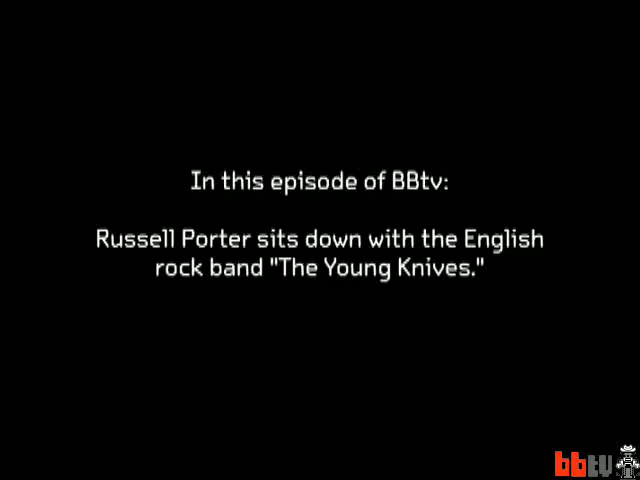 In this episode of BBtv:
Russell Porter sits down with the English
rock band "The Young Knives."
bbtv